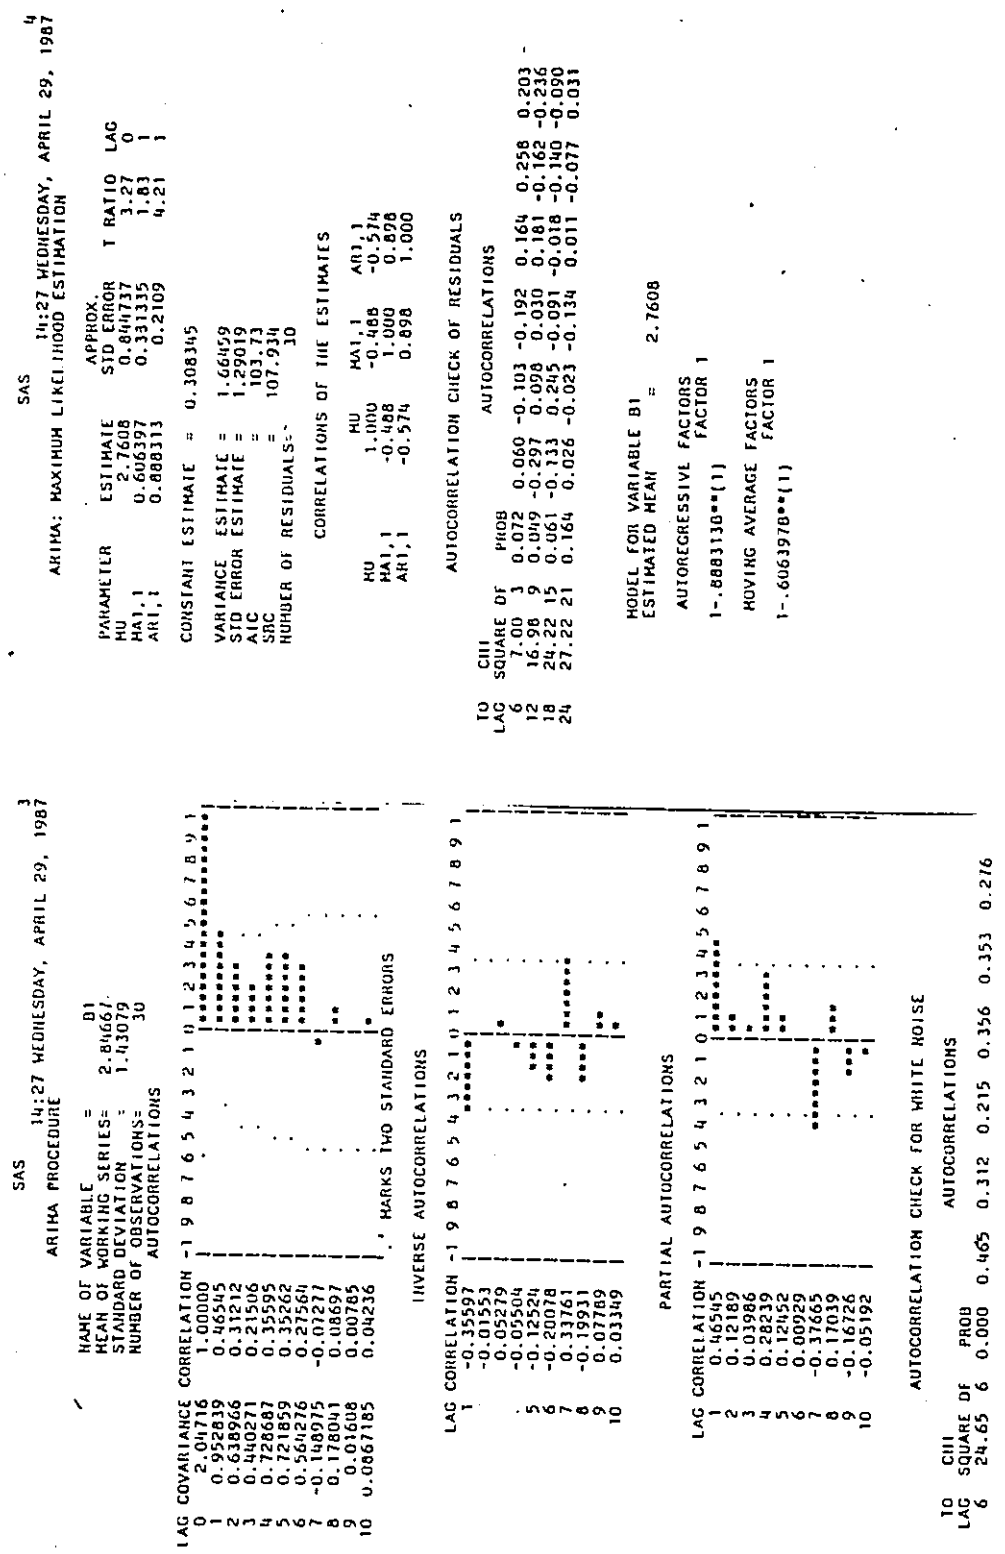 SAS 3
14:27 WEDNESDAY, APRIL 29, 1987
ARIMA PROCEDURE
NAME OF VARIABLE = B1
MEAN OF WORKING SERIES= 2.84667
STANDARD DEVIATION = 1.43079
NUMBER OF OBSERVATIONS= 30
AUTOCORRELATIONS
LAG COVARIANCE CORRELATION -1 9 8 7 6 5 4 3 2 1 0 1 2 3 4 5 6 7 8 9 1
0 2.04716 1.00000
1 0.952839 0.46545
2 0.638966 0.31212
3 0.440271 0.21506
4 0.728687 0.35595
5 0.721859 0.35262
6 0.564276 0.27564
7 -0.148975 -0.07277
8 0.178041 0.08697
9 0.01608 0.00785
10 0.0867185 0.04236
'.' MARKS TWO STANDARD ERRORS
INVERSE AUTOCORRELATIONS
LAG CORRELATION -1 9 8 7 6 5 4 3 2 1 0 1 2 3 4 5 6 7 8 9 1
1 -0.35597
-0.01553
0.05279
-0.05504
5 -0.12524
6 -0.20078
7 0.33761
8 -0.19931
9 0.07789
10 0.03349
PARTIAL AUTOCORRELATIONS
LAG CORRELATION -1 9 8 7 6 5 4 3 2 1 0 1 2 3 4 5 6 7 8 9 1
1 0.46545
2 0.12189
3 0.03986
4 0.28239
5 0.12452
6 0.00929
7 -0.37665
8 0.17039
9 -0.16726
10 -0.05192
AUTOCORRELATION CHECK FOR WHITE NOISE
TO CHI AUTOCORRELATIONS
LAG SQUARE DF PROB
6 24.65 6 0.000 0.465 0.312 0.215 0.356 0.353 0.276
SAS 4
14:27 WEDNESDAY, APRIL 29, 1987
ARIMA: MAXIMUM LIKELIHOOD ESTIMATION
APPROX.
PARAMETER ESTIMATE STD ERROR T RATIO LAG
MU 2.7608 0.844737 3.27 0
MA1,1 0.606397 0.331335 1.83 1
AR1,1 0.888313 0.2109 4.21 1
CONSTANT ESTIMATE = 0.308345
VARIANCE ESTIMATE = 1.66459
STD ERROR ESTIMATE = 1.29019
AIC = 103.73
SBC = 107.934
NUMBER OF RESIDUALS= 30
CORRELATIONS OF THE ESTIMATES
MU MA1,1 AR1,1
MU 1.000 -0.488 -0.574
MA1,1 -0.488 1.000 0.898
AR1,1 -0.574 0.898 1.000
AUTOCORRELATION CHECK OF RESIDUALS
TO CHI AUTOCORRELATIONS
LAG SQUARE DF PROB
6 7.00 3 0.072 0.060 -0.103 -0.192 0.164 0.258 0.203
12 16.98 9 0.049 -0.297 0.098 0.030 0.181 -0.162 -0.236
18 24.22 15 0.061 -0.133 0.245 -0.091 -0.018 -0.140 -0.090
24 27.22 21 0.164 0.026 -0.023 -0.134 0.011 -0.077 0.031
MODEL FOR VARIABLE B1
ESTIMATED MEAN = 2.7608
AUTOREGRESSIVE FACTORS
FACTOR 1
1-.888313B**(1)
MOVING AVERAGE FACTORS
FACTOR 1
1-.606397B**(1)